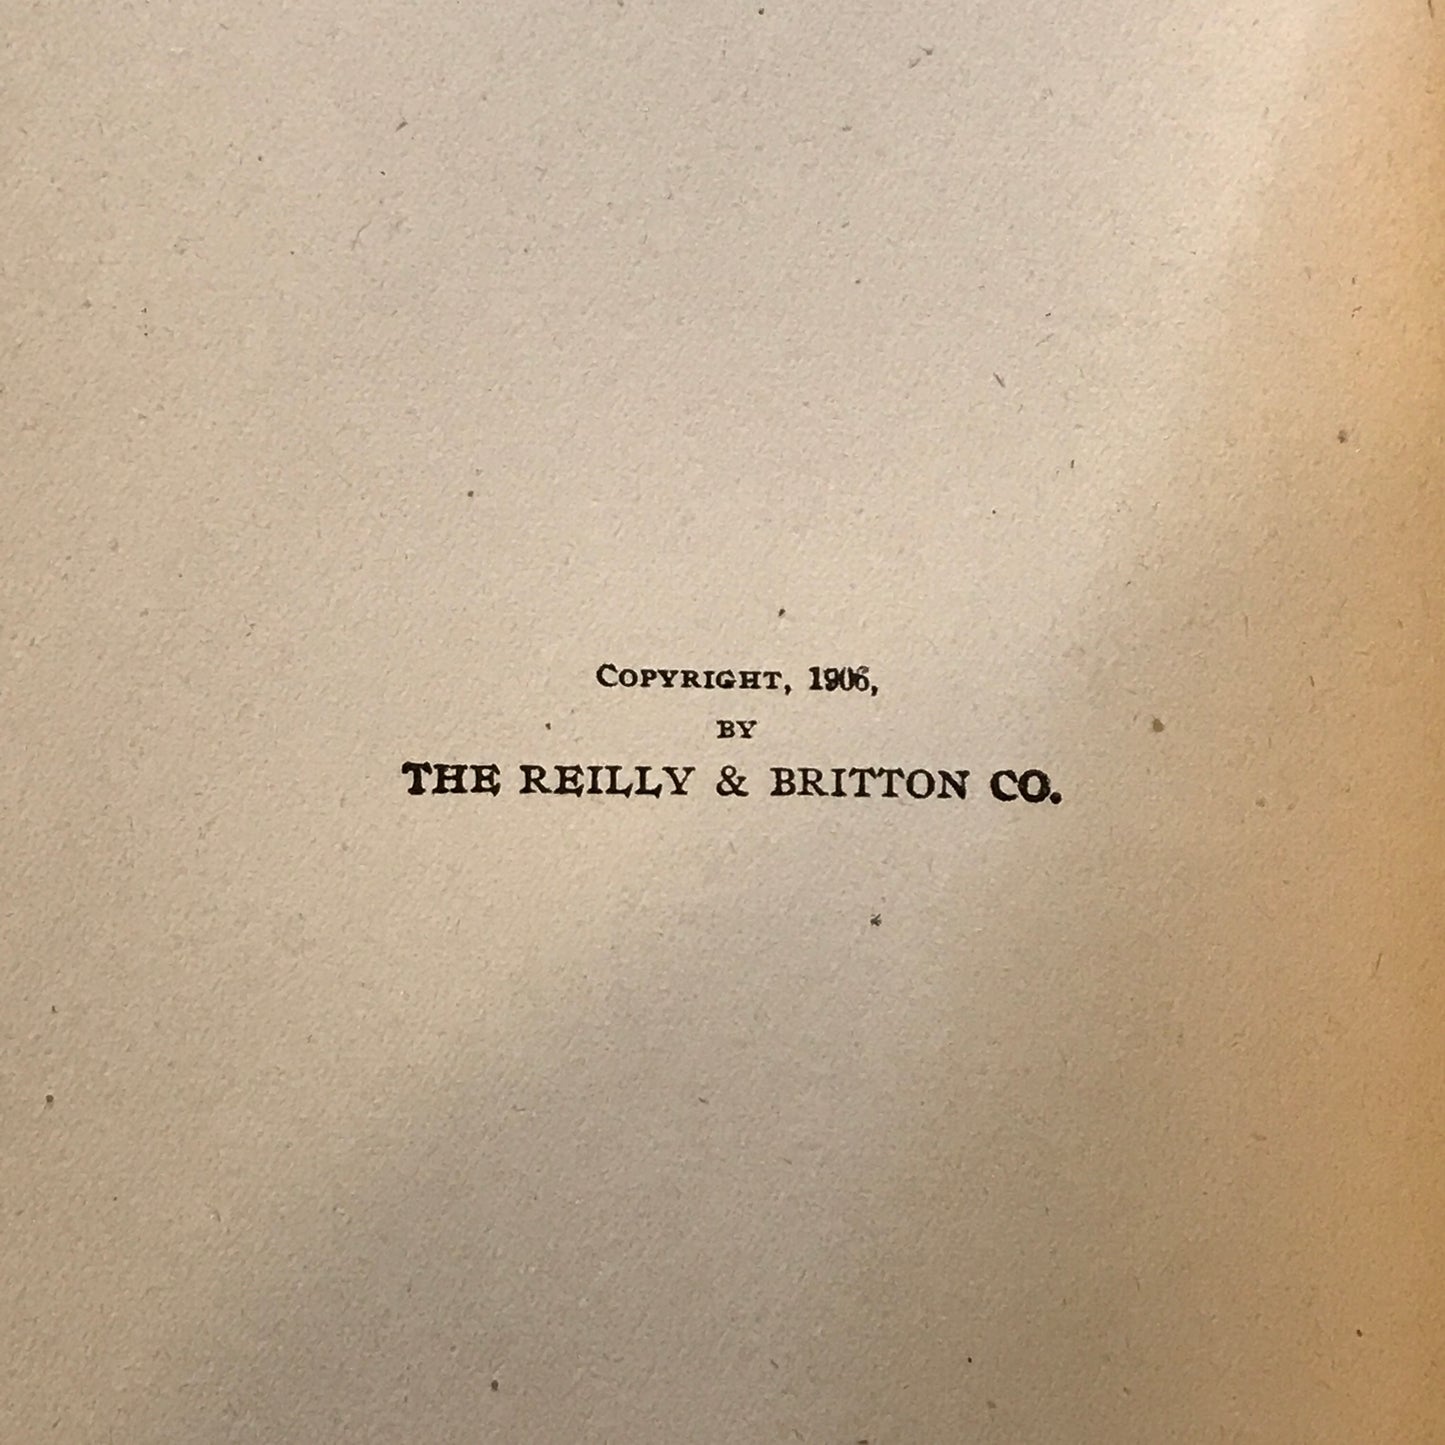 COPYRIGHT, 1906,
BY
THE REILLY & BRITTON CO.